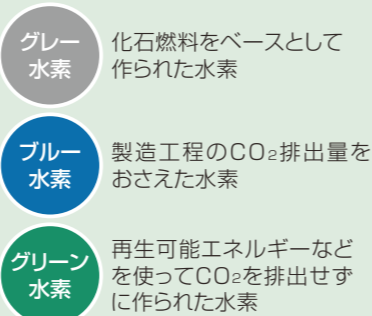 グレー
水素
化石燃料をベースとして
作られた水素
ブルー
水素
製造工程のCO₂排出量を
おさえた水素
グリーン
水素
再生可能エネルギーなど
を使ってCO₂を排出せず
に作られた水素